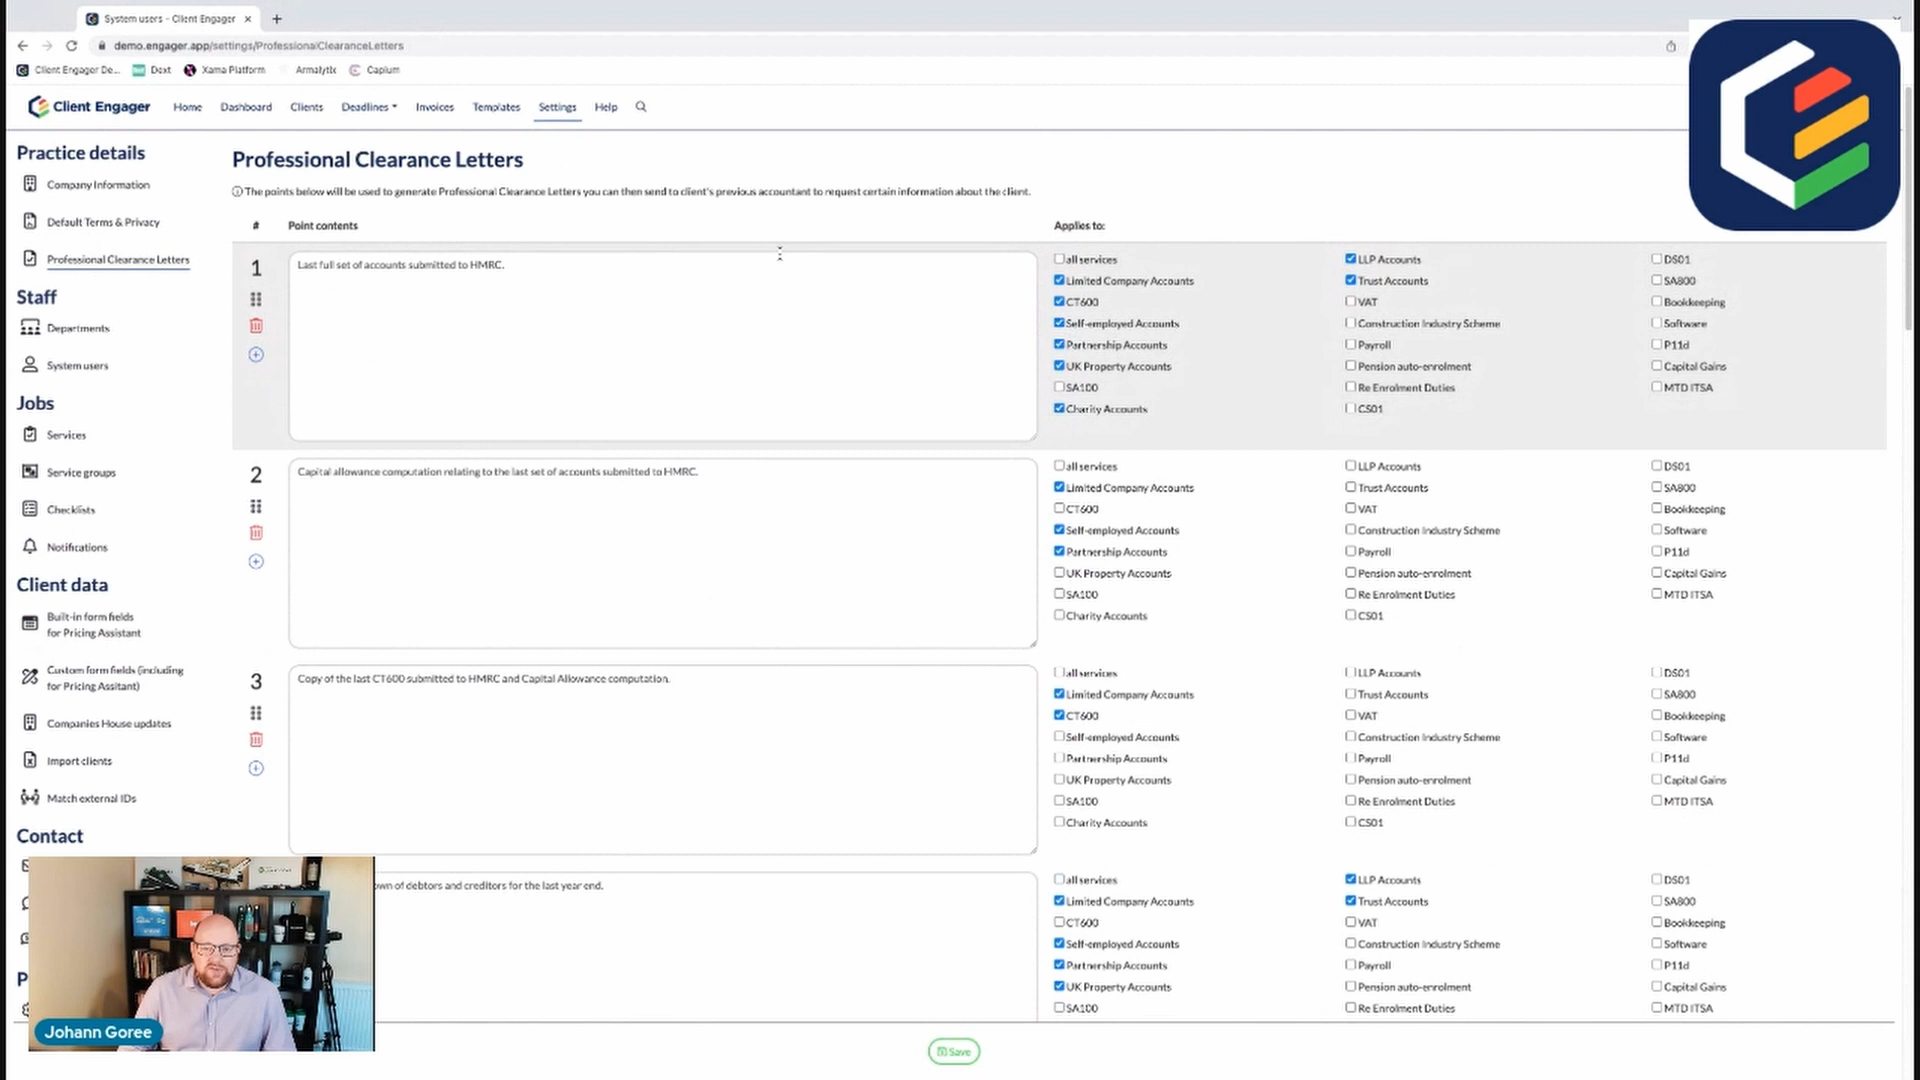 System users - Client Engager
demo.engager.app/settings/ProfessionalClearanceLetters
Client Engager De... Dext Xama Platform Armalytix Capium
Client Engager Home Dashboard Clients Deadlines Invoices Templates Settings Help
Practice details
Company Information
Default Terms & Privacy
Professional Clearance Letters
Staff
Departments
System users
Jobs
Services
Service groups
Checklists
Notifications
Client data
Built-in form fields
for Pricing Assistant
Custom form fields (including
for Pricing Assitant)
Companies House updates
Import clients
Match external IDs
Contact
P
Professional Clearance Letters
The points below will be used to generate Professional Clearance Letters you can then send to client's previous accountant to request certain information about the client.
# Point contents Applies to:
1
Last full set of accounts submitted to HMRC.
all services LLP Accounts DS01
Limited Company Accounts Trust Accounts SA800
CT600 VAT Bookkeeping
Self-employed Accounts Construction Industry Scheme Software
Partnership Accounts Payroll P11d
UK Property Accounts Pension auto-enrolment Capital Gains
SA100 Re Enrolment Duties MTD ITSA
Charity Accounts CS01
2
Capital allowance computation relating to the last set of accounts submitted to HMRC.
all services LLP Accounts DS01
Limited Company Accounts Trust Accounts SA800
CT600 VAT Bookkeeping
Self-employed Accounts Construction Industry Scheme Software
Partnership Accounts Payroll P11d
UK Property Accounts Pension auto-enrolment Capital Gains
SA100 Re Enrolment Duties MTD ITSA
Charity Accounts CS01
3
Copy of the last CT600 submitted to HMRC and Capital Allowance computation.
all services LLP Accounts DS01
Limited Company Accounts Trust Accounts SA800
CT600 VAT Bookkeeping
Self-employed Accounts Construction Industry Scheme Software
Partnership Accounts Payroll P11d
UK Property Accounts Pension auto-enrolment Capital Gains
SA100 Re Enrolment Duties MTD ITSA
Charity Accounts CS01
own of debtors and creditors for the last year end.
all services LLP Accounts DS01
Limited Company Accounts Trust Accounts SA800
CT600 VAT Bookkeeping
Self-employed Accounts Construction Industry Scheme Software
Partnership Accounts Payroll P11d
UK Property Accounts Pension auto-enrolment Capital Gains
SA100 Re Enrolment Duties MTD ITSA
Johann Goree
Save